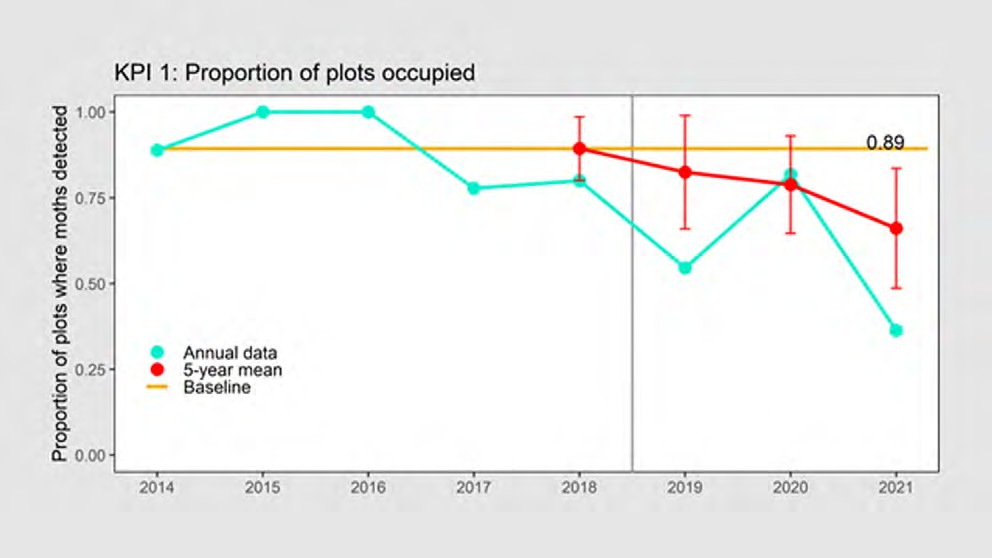 KPI 1: Proportion of plots occupied
Proportion of plots where moths detected
1.00
0.75
0.50
0.25
0.00
0.89
Annual data
5-year mean
Baseline
2014 2015 2016 2017 2018 2019 2020 2021